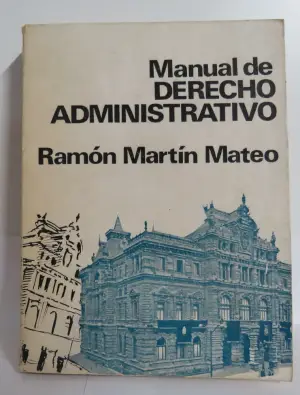 Manual de
DERECHO
ADMINISTRATIVO
Ramón Martín Mateo